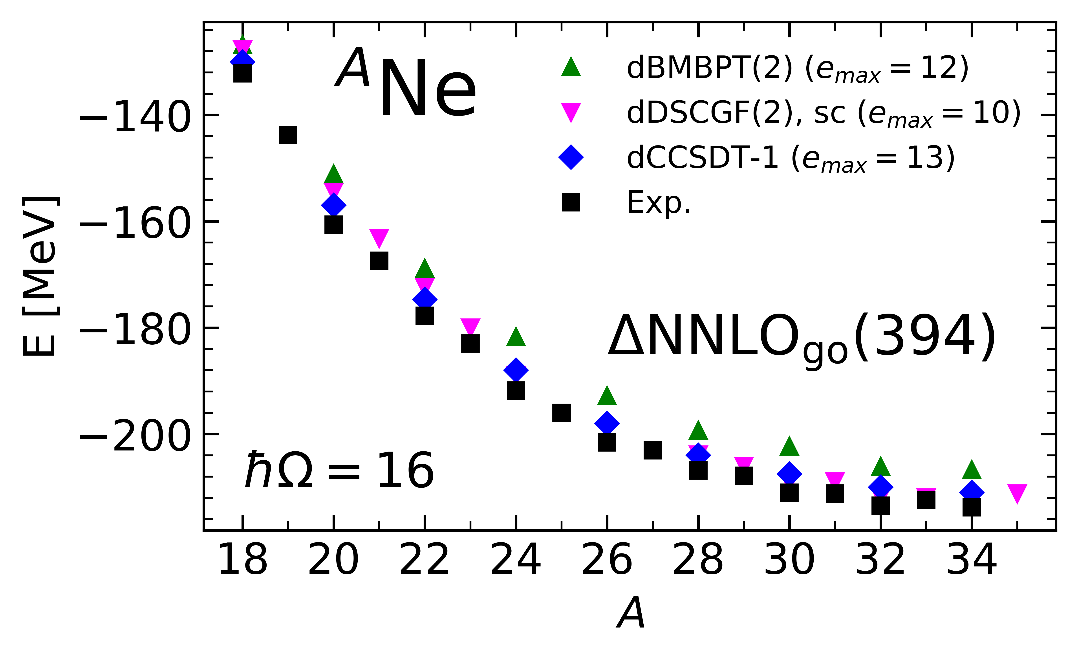 ^A Ne
dBMBPT(2) (e_max = 12)
dDSCGF(2), sc (e_max = 10)
dCCSDT-1 (e_max = 13)
Exp.
ΔNNLO_go(394)
ħΩ = 16
E [MeV]
−140
−160
−180
−200
18 20 22 24 26 28 30 32 34
A